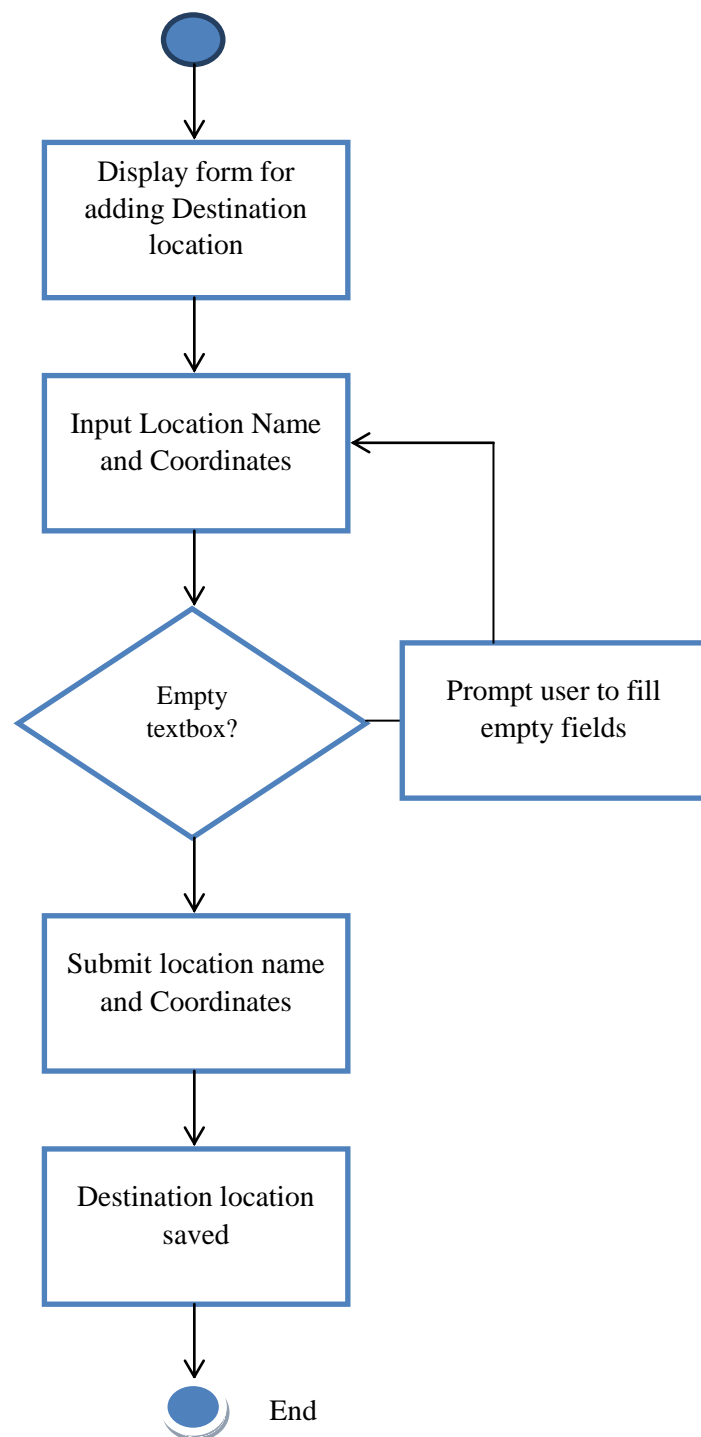 Display form for
adding Destination
location
Input Location Name
and Coordinates
Empty
textbox?
Prompt user to fill
empty fields
Submit location name
and Coordinates
Destination location
saved
End